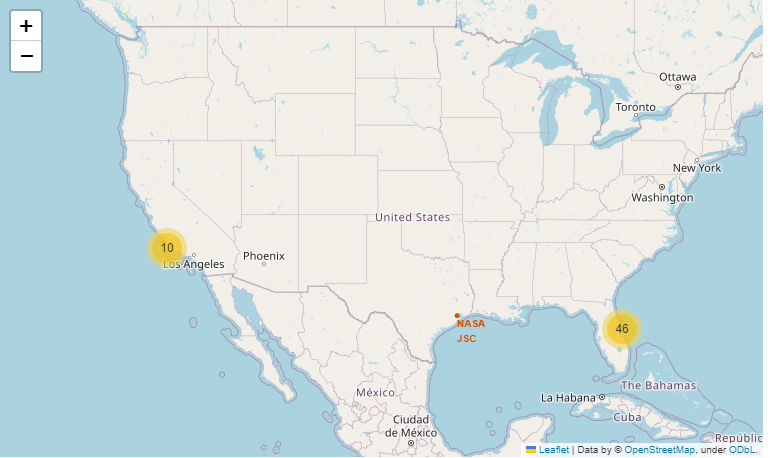 +
−
Ottawa
Toronto
New York
Washington
United States
10
Los Angeles
Phoenix
NASA
JSC
46
México
The Bahamas
La Habana
Cuba
Ciudad
de México
Repúblic
Leaflet | Data by © OpenStreetMap, under ODbL.